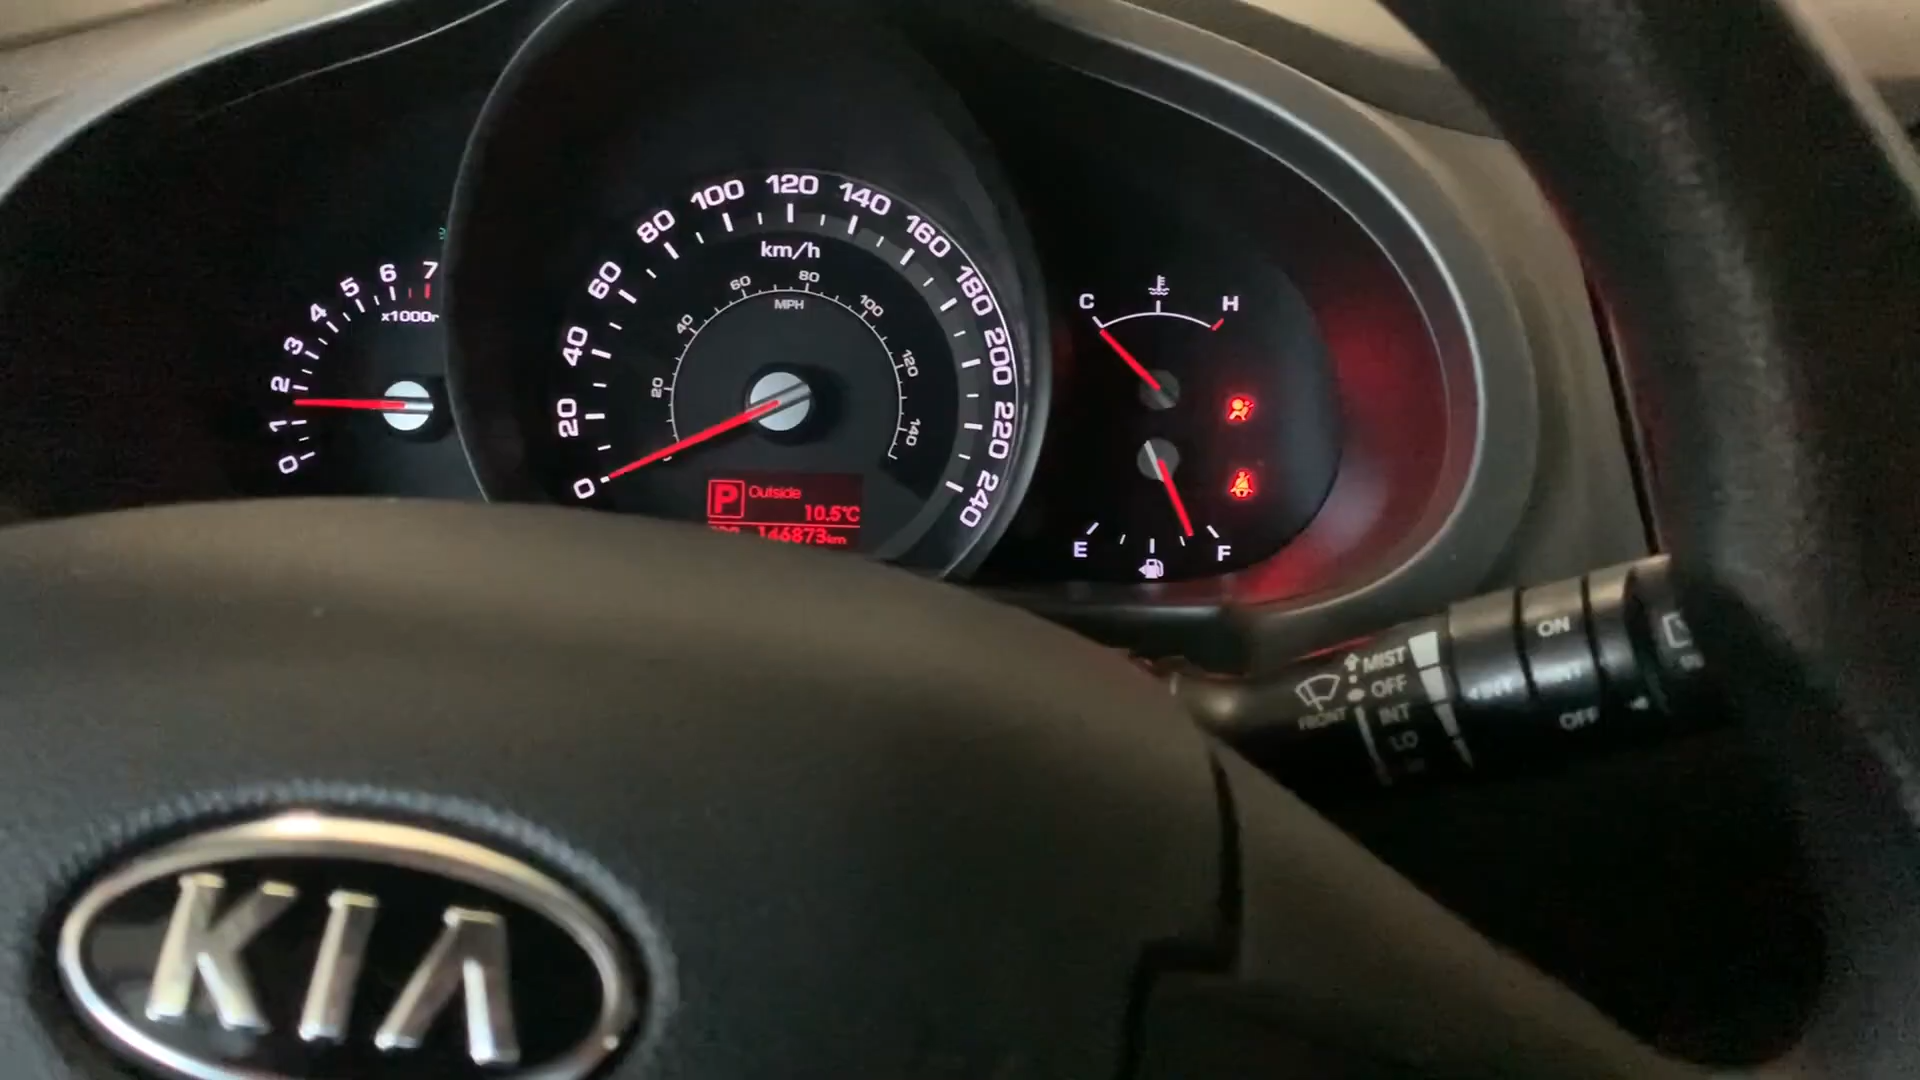 0 1 2 3 4 5 6 7
x1000r
0 20 40 60 80 100 120 140 160 180 200 220 240
km/h
20 40 60 80 100 120 140
MPH
P Outside
10.5°C
146873km
C H
E F
MIST
OFF
INT
LO
FRONT
ON
INT
OFF
KIA